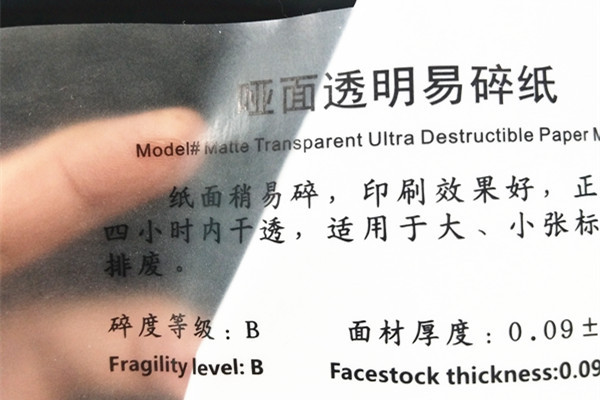 哑面透明易碎纸
Model# Matte Transparent Ultra Destructible Paper M
纸面稍易碎，印刷效果好，正
四小时内干透，适用于大、小张标
排废。
碎度等级：B 面材厚度：0.09±
Fragility level: B Facestock thickness:0.09